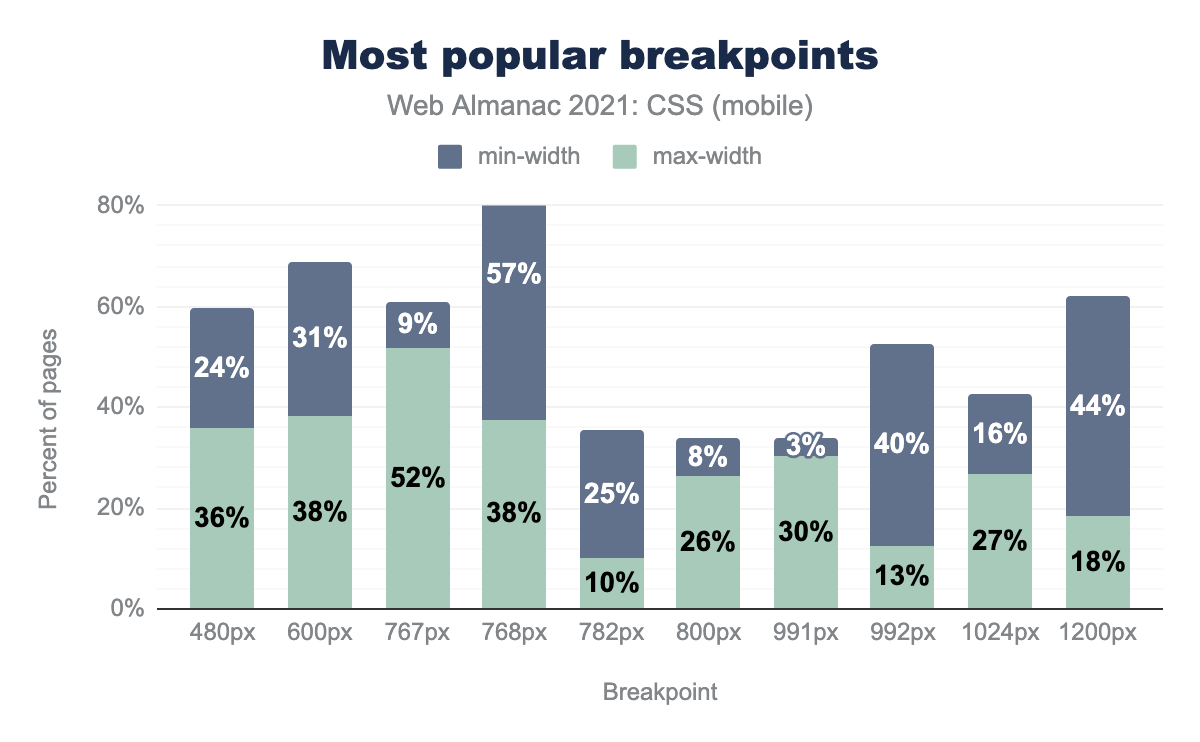 Most popular breakpoints
Web Almanac 2021: CSS (mobile)
min-width max-width
80%
60%
40%
20%
0%
Percent of pages
24% 31% 9% 57% 25% 8% 3% 40% 16% 44%
36% 38% 52% 38% 10% 26% 30% 13% 27% 18%
480px 600px 767px 768px 782px 800px 991px 992px 1024px 1200px
Breakpoint